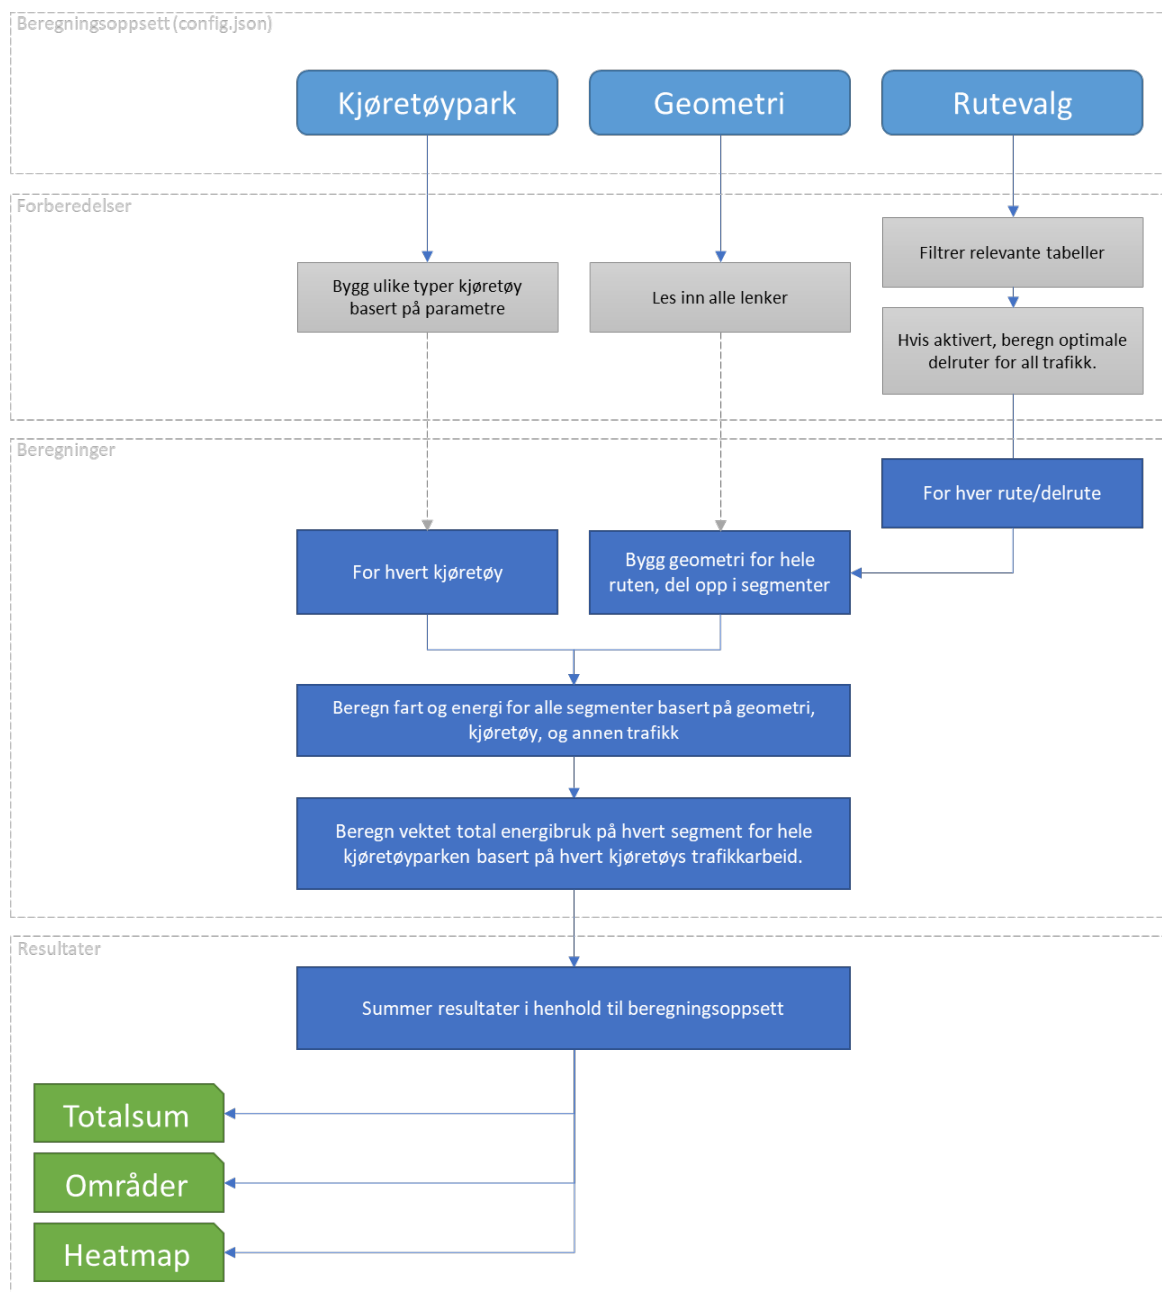 Beregningsoppsett (config.json)
Kjøretøypark
Geometri
Rutevalg
Forberedelser
Filtrer relevante tabeller
Bygg ulike typer kjøretøy
basert på parametre
Les inn alle lenker
Hvis aktivert, beregn optimale
delruter for all trafikk.
Beregninger
For hver rute/delrute
For hvert kjøretøy
Bygg geometri for hele
ruten, del opp i segmenter
Beregn fart og energi for alle segmenter basert på geometri,
kjøretøy, og annen trafikk
Beregn vektet total energibruk på hvert segment for hele
kjøretøyparken basert på hvert kjøretøys trafikkarbeid.
Resultater
Summer resultater i henhold til beregningsoppsett
Totalsum
Områder
Heatmap